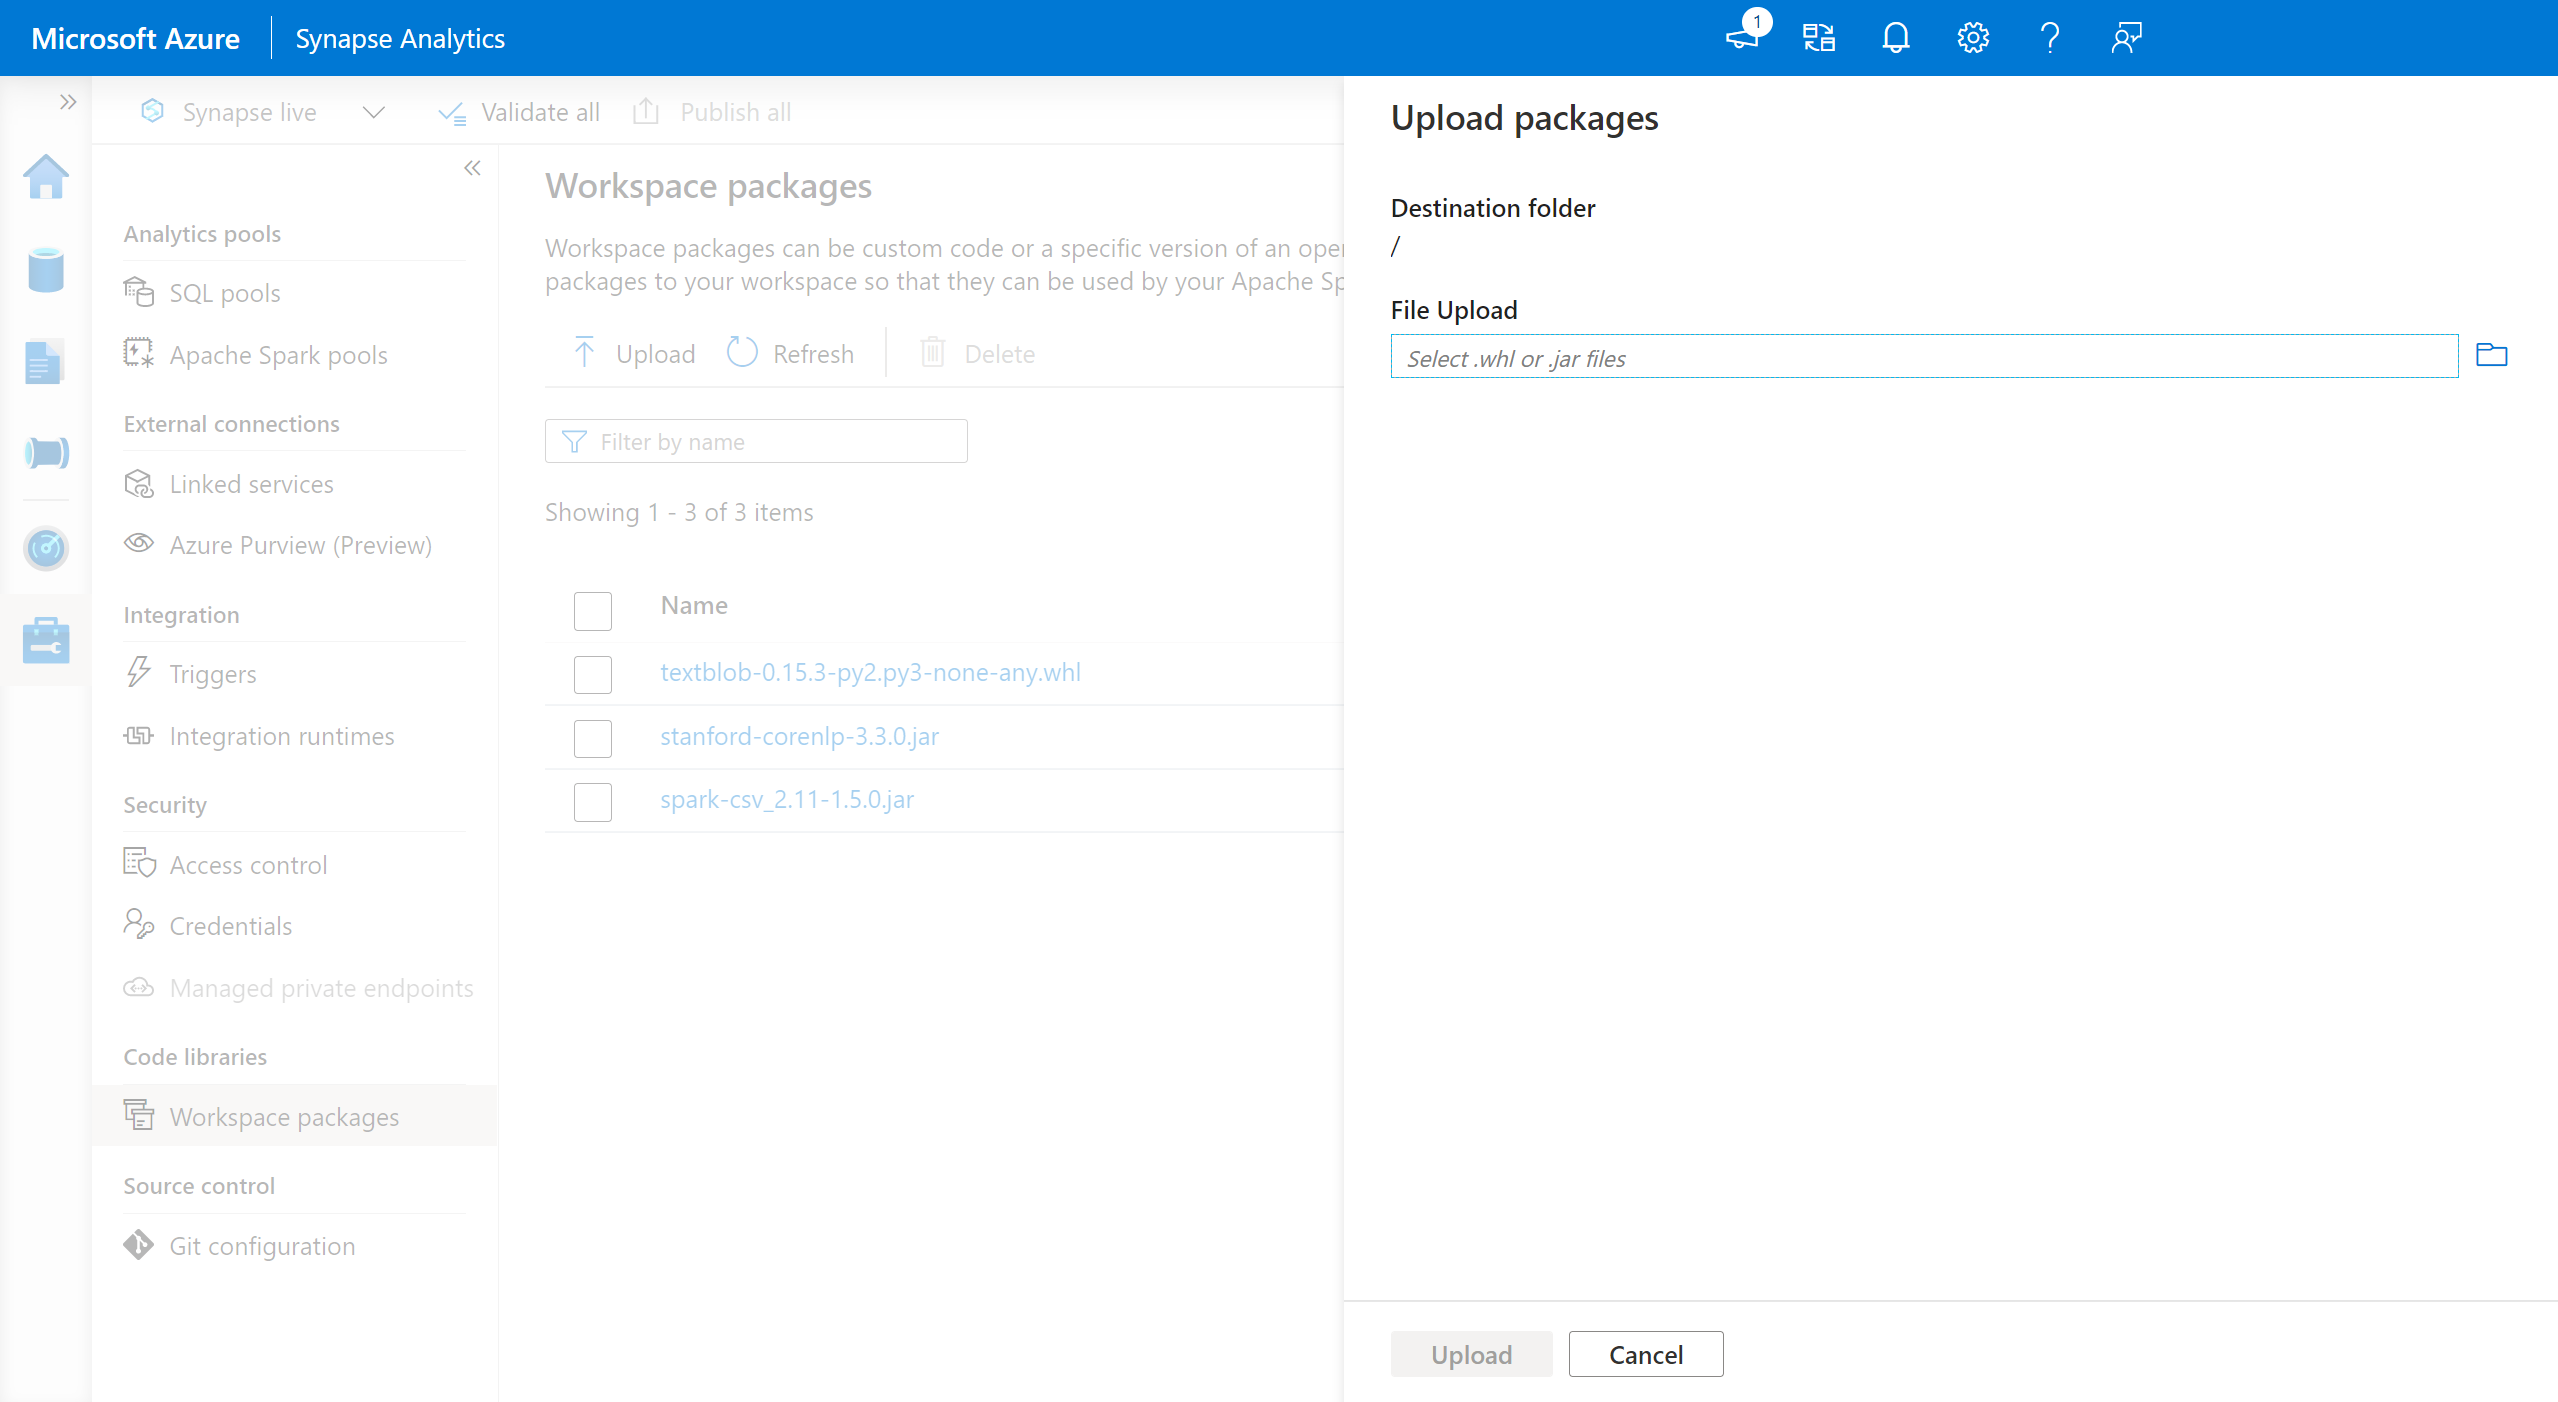 Microsoft Azure
Synapse Analytics
1
Synapse live
Validate all
Publish all
Analytics pools
SQL pools
Apache Spark pools
External connections
Linked services
Azure Purview (Preview)
Integration
Triggers
Integration runtimes
Security
Access control
Credentials
Managed private endpoints
Code libraries
Workspace packages
Source control
Git configuration
Workspace packages
Workspace packages can be custom code or a specific version of an oper
packages to your workspace so that they can be used by your Apache Sp
Upload
Refresh
Delete
Filter by name
Showing 1 - 3 of 3 items
Name
textblob-0.15.3-py2.py3-none-any.whl
stanford-corenlp-3.3.0.jar
spark-csv_2.11-1.5.0.jar
Upload packages
Destination folder
/
File Upload
Select .whl or .jar files
Upload
Cancel